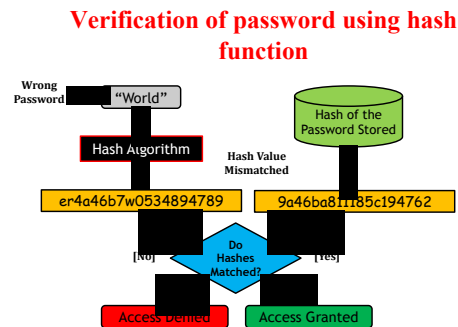 Verification of password using hash
function
Wrong
Password
“World”
Hash of the
Password Stored
Hash Algorithm
Hash Value
Mismatched
er4a46b7w0534894789
9a46ba811185c194762
Do
Hashes
Matched?
[No]
[Yes]
Access Denied
Access Granted